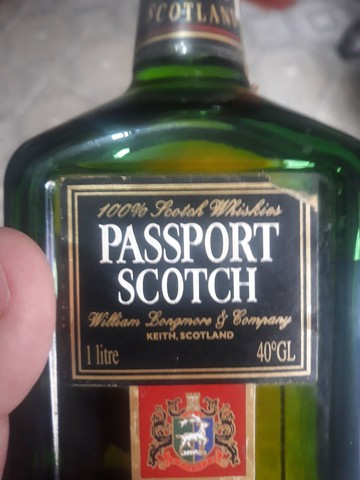 SCOTLAND
100% Scotch Whiskies
PASSPORT
SCOTCH
William Longmore & Company
KEITH, SCOTLAND
1 litre 40°GL